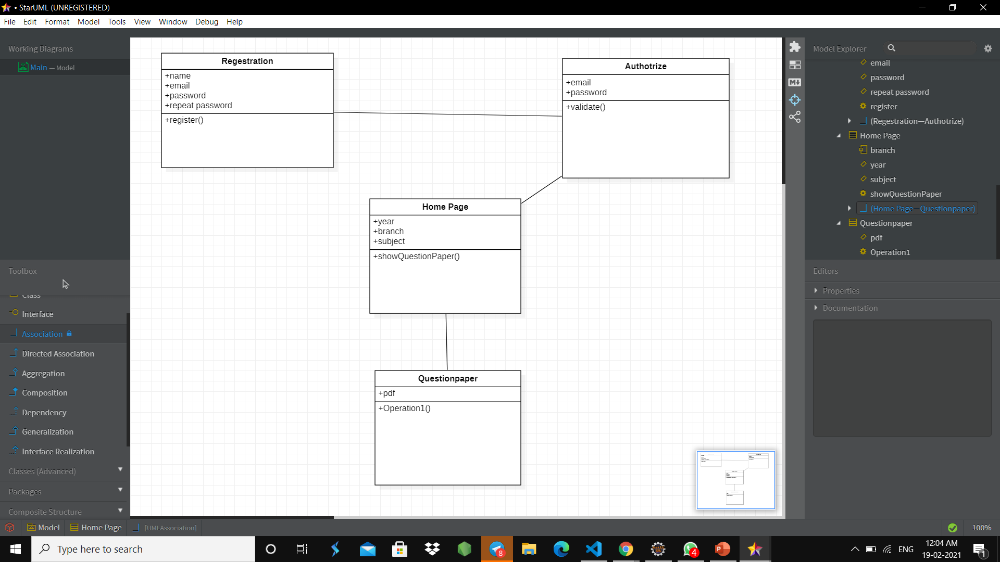 • StarUML (UNREGISTERED)
File Edit Format Model Tools View Window Debug Help
Working Diagrams
Main — Model
Toolbox
Class
Interface
Association
Directed Association
Aggregation
Composition
Dependency
Generalization
Interface Realization
Classes (Advanced)
Packages
Composite Structure
Regestration
+name
+email
+password
+repeat password
+register()
Authotrize
+email
+password
+validate()
Home Page
+year
+branch
+subject
+showQuestionPaper()
Questionpaper
+pdf
+Operation1()
Model Explorer
email
password
repeat password
register
(Regestration—Authotrize)
Home Page
branch
year
subject
showQuestionPaper
(Home Page—Questionpaper)
Questionpaper
pdf
Operation1
Editors
Properties
Documentation
Model Home Page [UMLAssociation] 100%
Type here to search
8
4
ENG
12:04 AM
19-02-2021
1